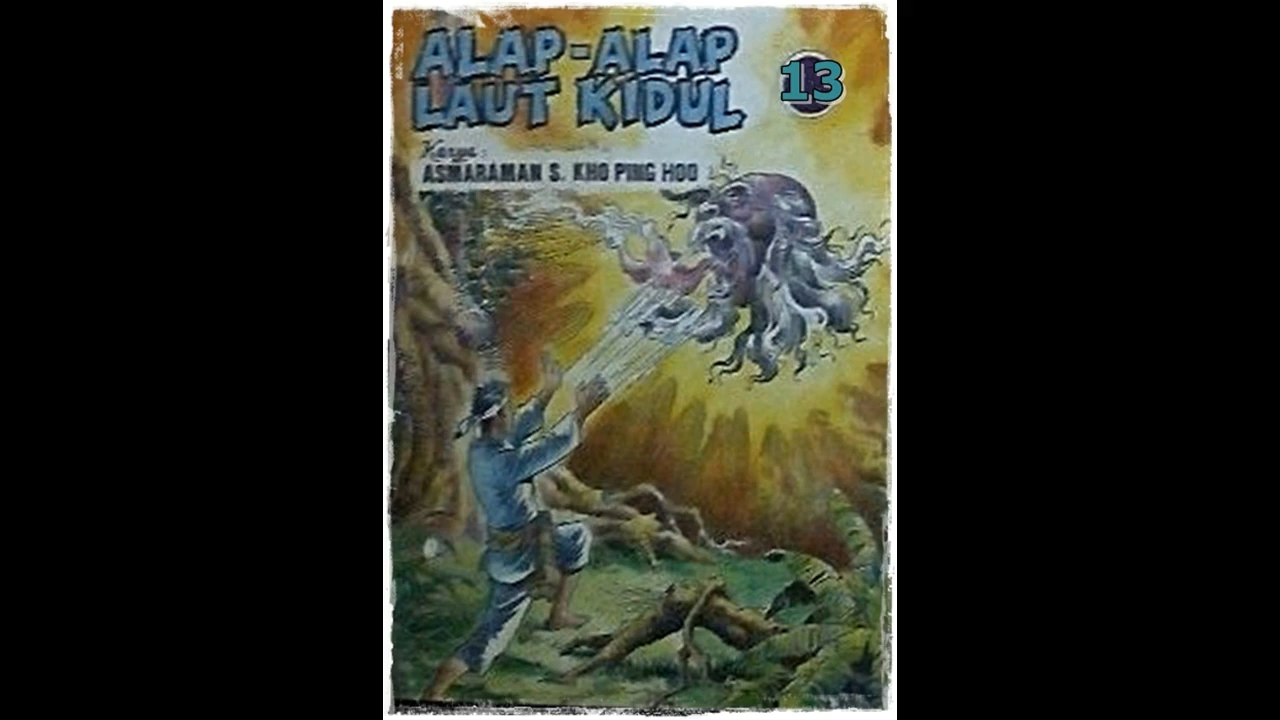 ALAP-ALAP
LAUT KIDUL
13
Karya :
ASMARAMAN S. KHO PING HOO